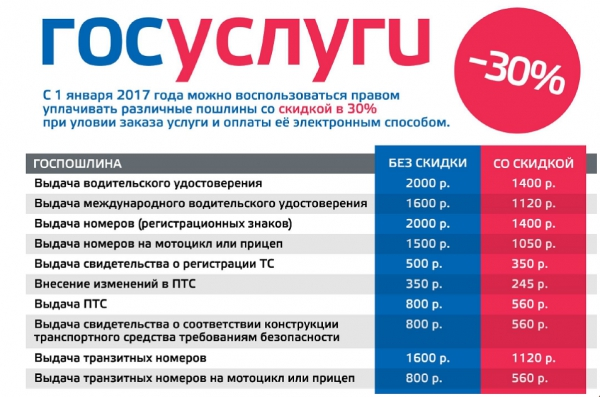 госуслуги
-30%
С 1 января 2017 года можно воспользоваться правом
уплачивать различные пошлины со скидкой в 30%
при уловии заказа услуги и оплаты её электронным способом.
ГОСПОШЛИНА БЕЗ СКИДКИ СО СКИДКОЙ
Выдача водительского удостоверения 2000 р. 1400 р.
Выдача международного водительского удостоверения 1600 р. 1120 р.
Выдача номеров (регистрационных знаков) 2000 р. 1400 р.
Выдача номеров на мотоцикл или прицеп 1500 р. 1050 р.
Выдача свидетельства о регистрации ТС 500 р. 350 р.
Внесение изменений в ПТС 350 р. 245 р.
Выдача ПТС 800 р. 560 р.
Выдача свидетельства о соответствии конструкции
транспортного средства требованиям безопасности 800 р. 560 р.
Выдача транзитных номеров 1600 р. 1120 р.
Выдача транзитных номеров на мотоцикл или прицеп 800 р. 560 р.